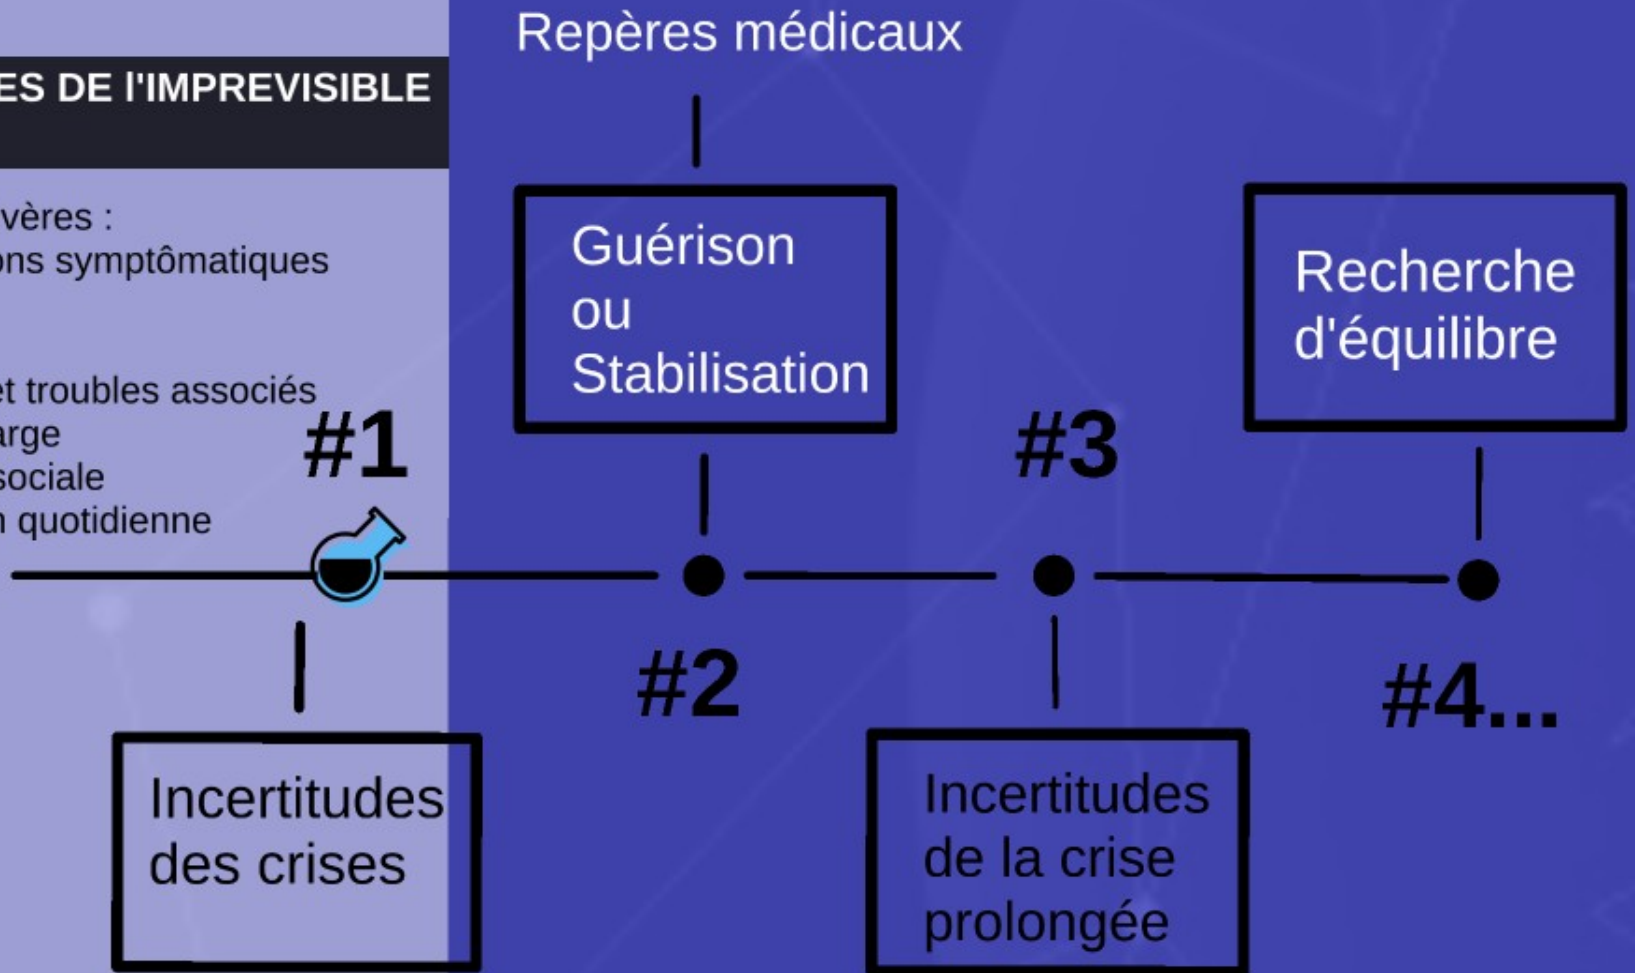 ES DE l'IMPREVISIBLE
vères :
ons symptômatiques
et troubles associés
arge
sociale
n quotidienne
#1
Incertitudes
des crises
Repères médicaux
Guérison
ou
Stabilisation
#2
#3
Incertitudes
de la crise
prolongée
Recherche
d'équilibre
#4...